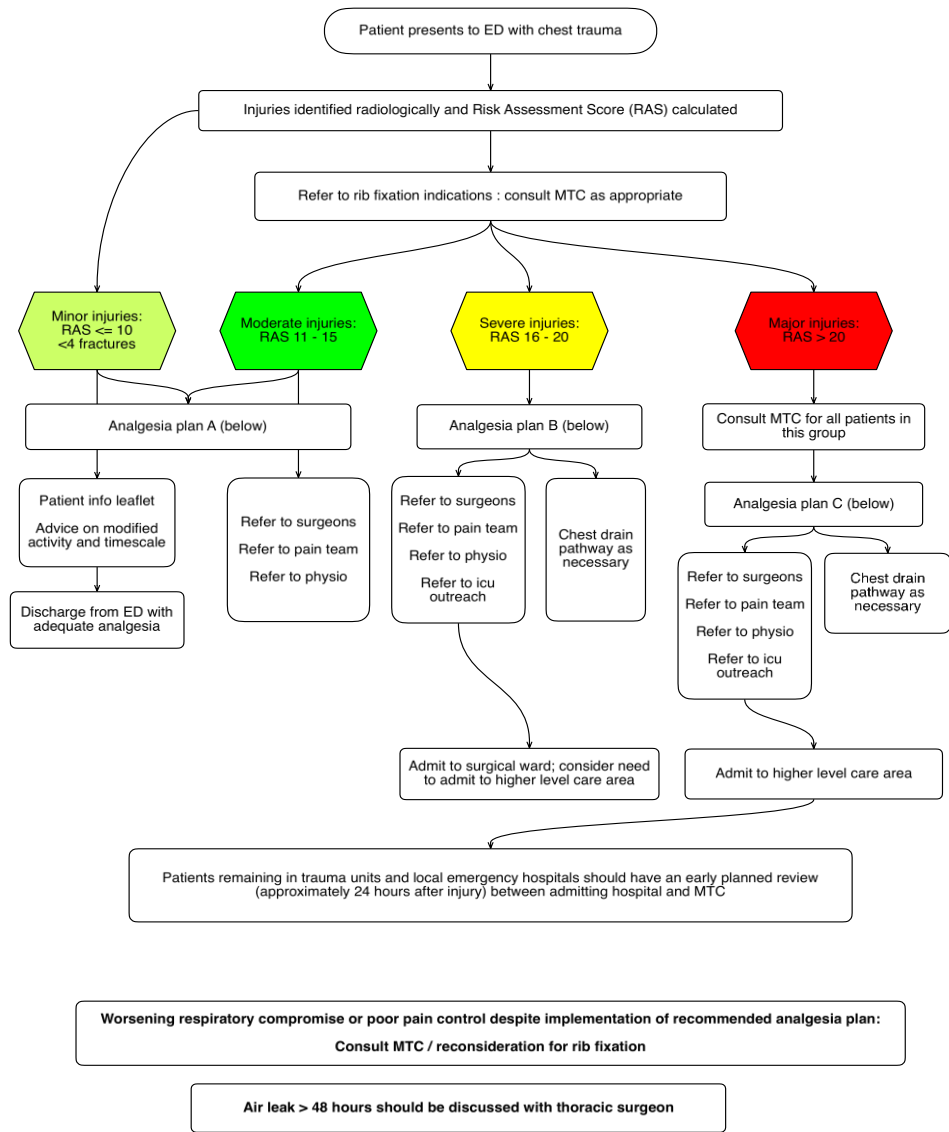 Patient presents to ED with chest trauma
Injuries identified radiologically and Risk Assessment Score (RAS) calculated
Refer to rib fixation indications : consult MTC as appropriate
Minor injuries:
RAS <= 10
<4 fractures
Moderate injuries:
RAS 11 - 15
Severe injuries:
RAS 16 - 20
Major injuries:
RAS > 20
Analgesia plan A (below)
Analgesia plan B (below)
Consult MTC for all patients in
this group
Patient info leaflet
Advice on modified
activity and timescale
Refer to surgeons
Refer to pain team
Refer to physio
Refer to surgeons
Refer to pain team
Refer to physio
Refer to icu
outreach
Chest drain
pathway as
necessary
Analgesia plan C (below)
Discharge from ED with
adequate analgesia
Refer to surgeons
Refer to pain team
Refer to physio
Refer to icu
outreach
Chest drain
pathway as
necessary
Admit to surgical ward; consider need
to admit to higher level care area
Admit to higher level care area
Patients remaining in trauma units and local emergency hospitals should have an early planned review
(approximately 24 hours after injury) between admitting hospital and MTC
Worsening respiratory compromise or poor pain control despite implementation of recommended analgesia plan:
Consult MTC / reconsideration for rib fixation
Air leak > 48 hours should be discussed with thoracic surgeon